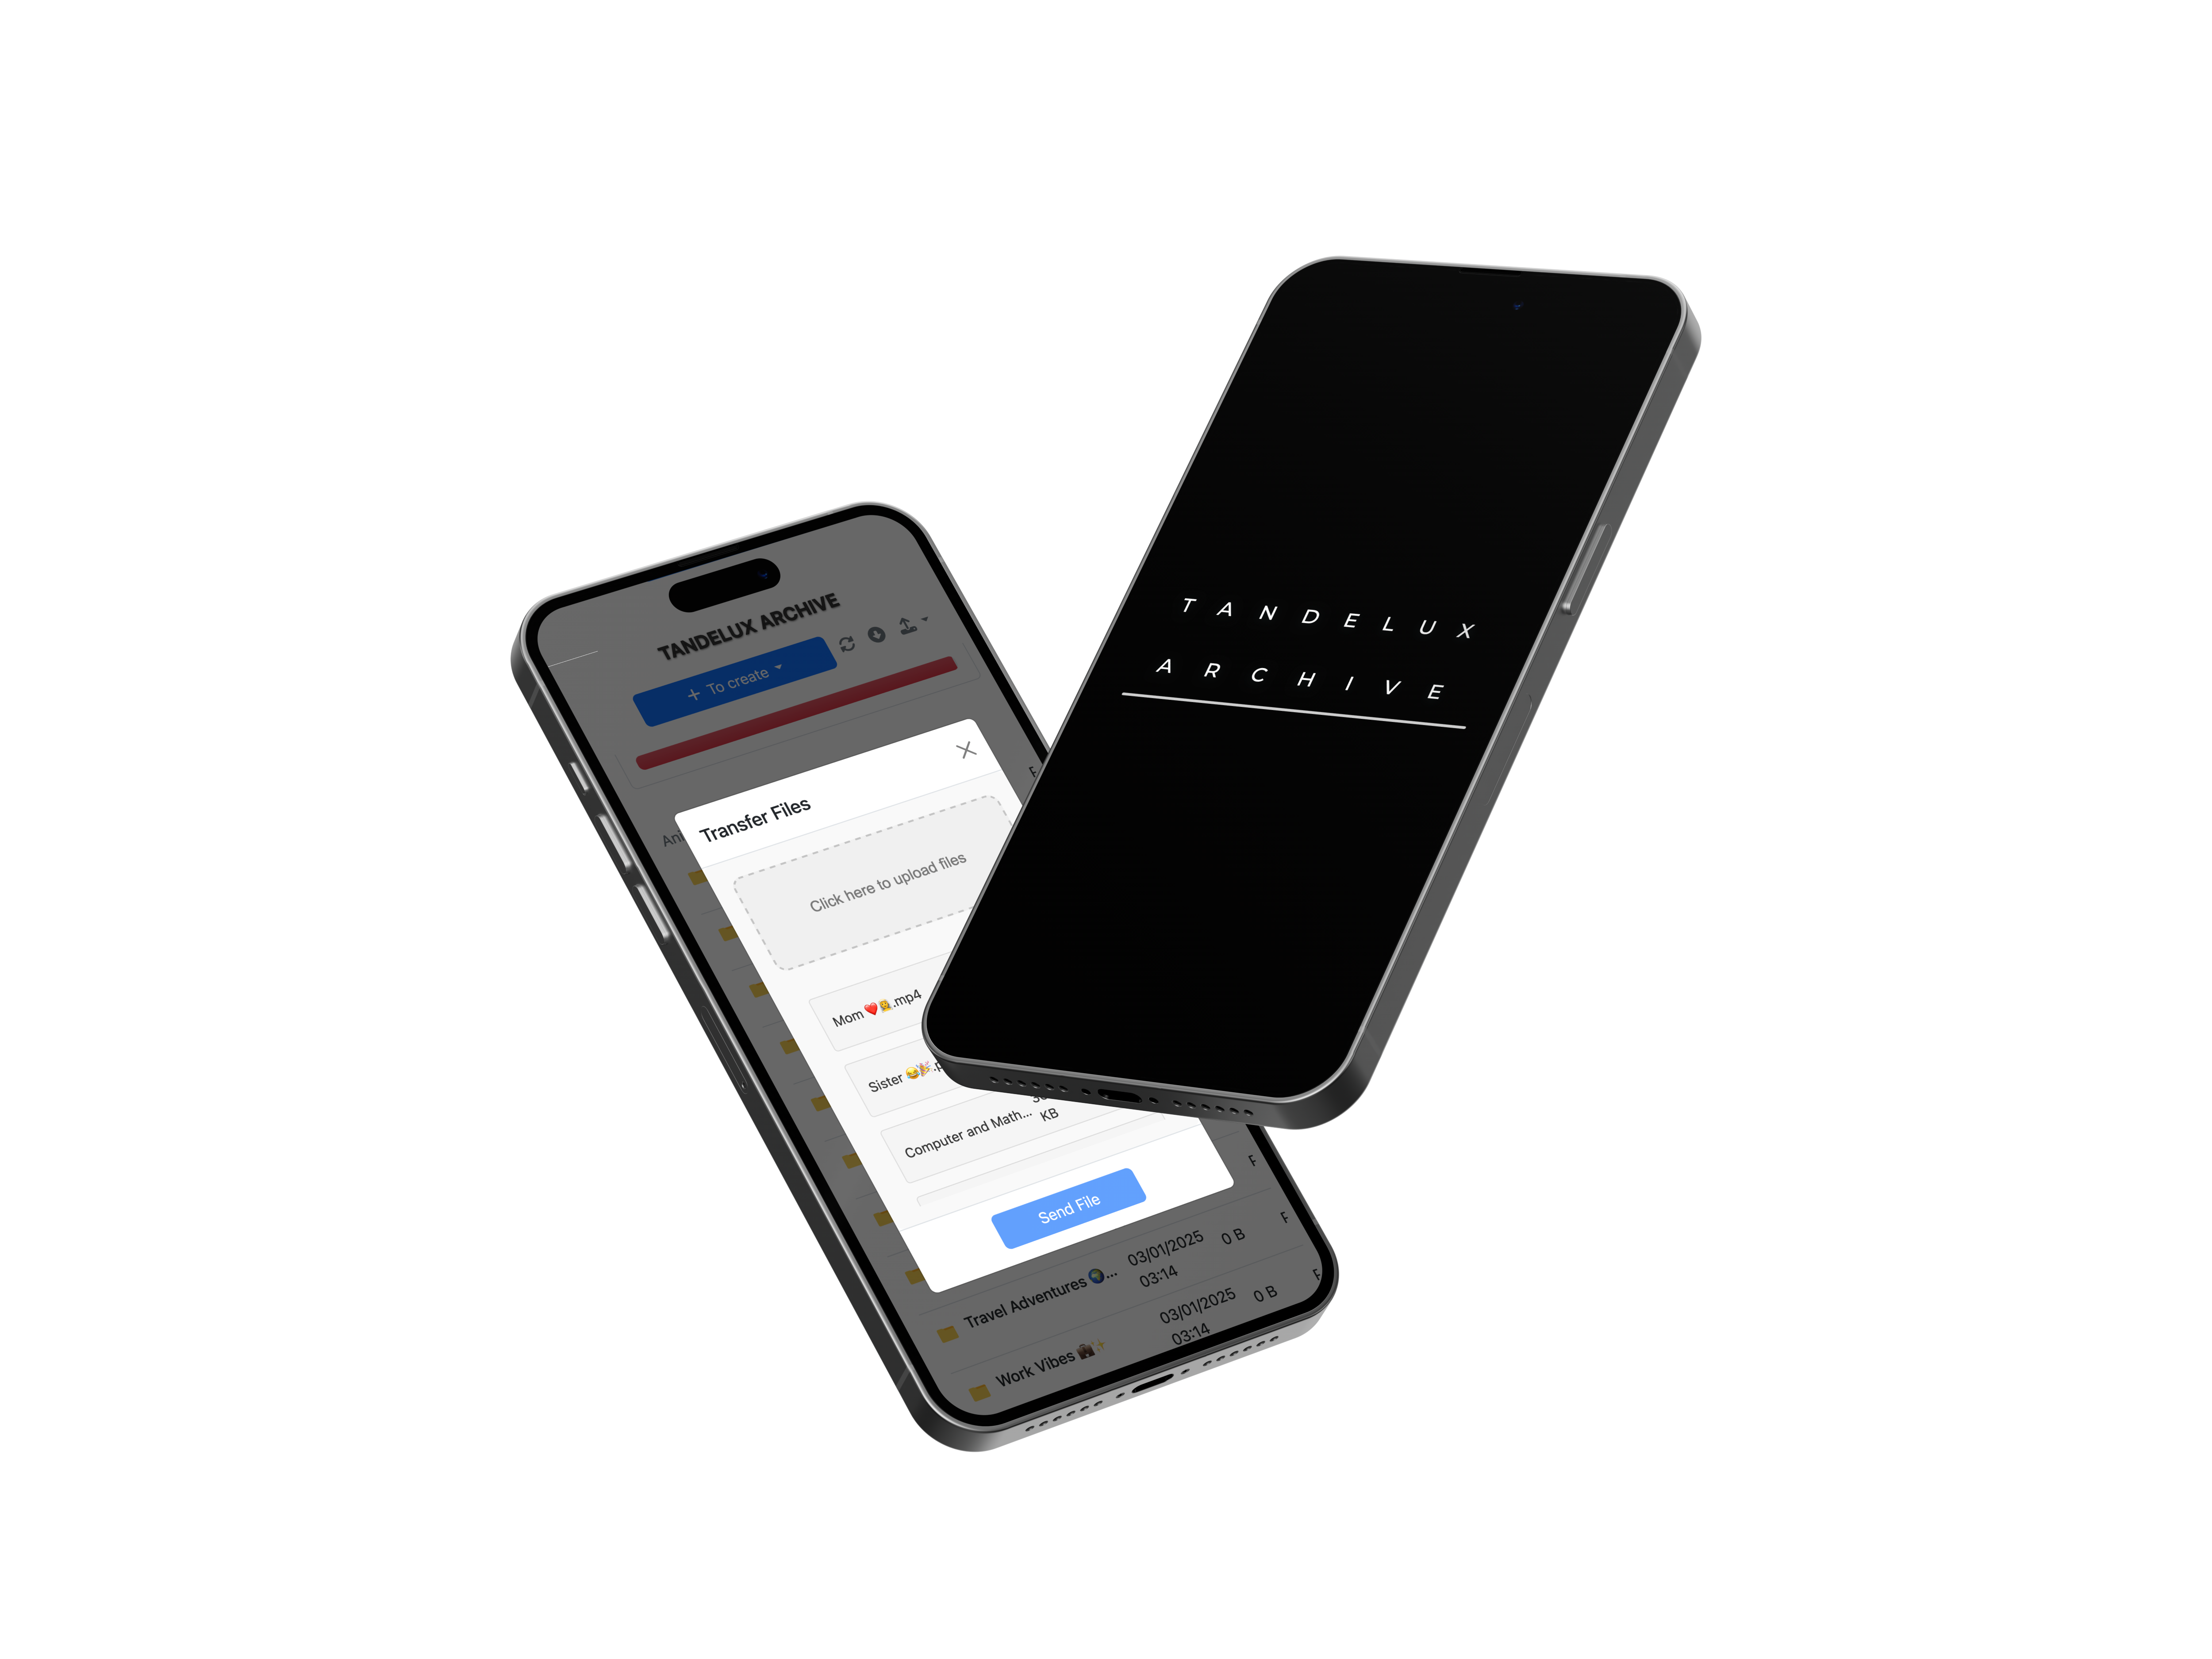 TANDELUX ARCHIVE
+ To create
Transfer Files
Click here to upload files
Mom ❤️👩‍🦳.mp4
Computer and Math...
KB
Send File
Travel Adventures 🌍...
03/01/2025
03:14
0 B
Work Vibes 💼✨
03/01/2025
03:14
0 B
Sister 😂🎉
TANDELUX
ARCHIVE